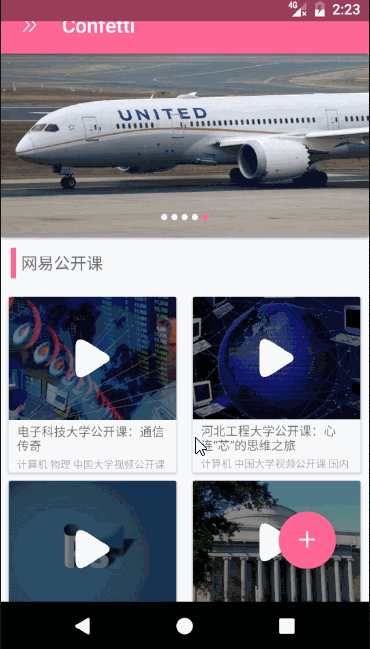 4G 2:23
Confetti
UNITED
网易公开课
电子科技大学公开课：通信
传奇
计算机 物理 中国大学视频公开课
河北工程大学公开课：心
连“芯”的思维之旅
计算机 中国大学视频公开课 国内